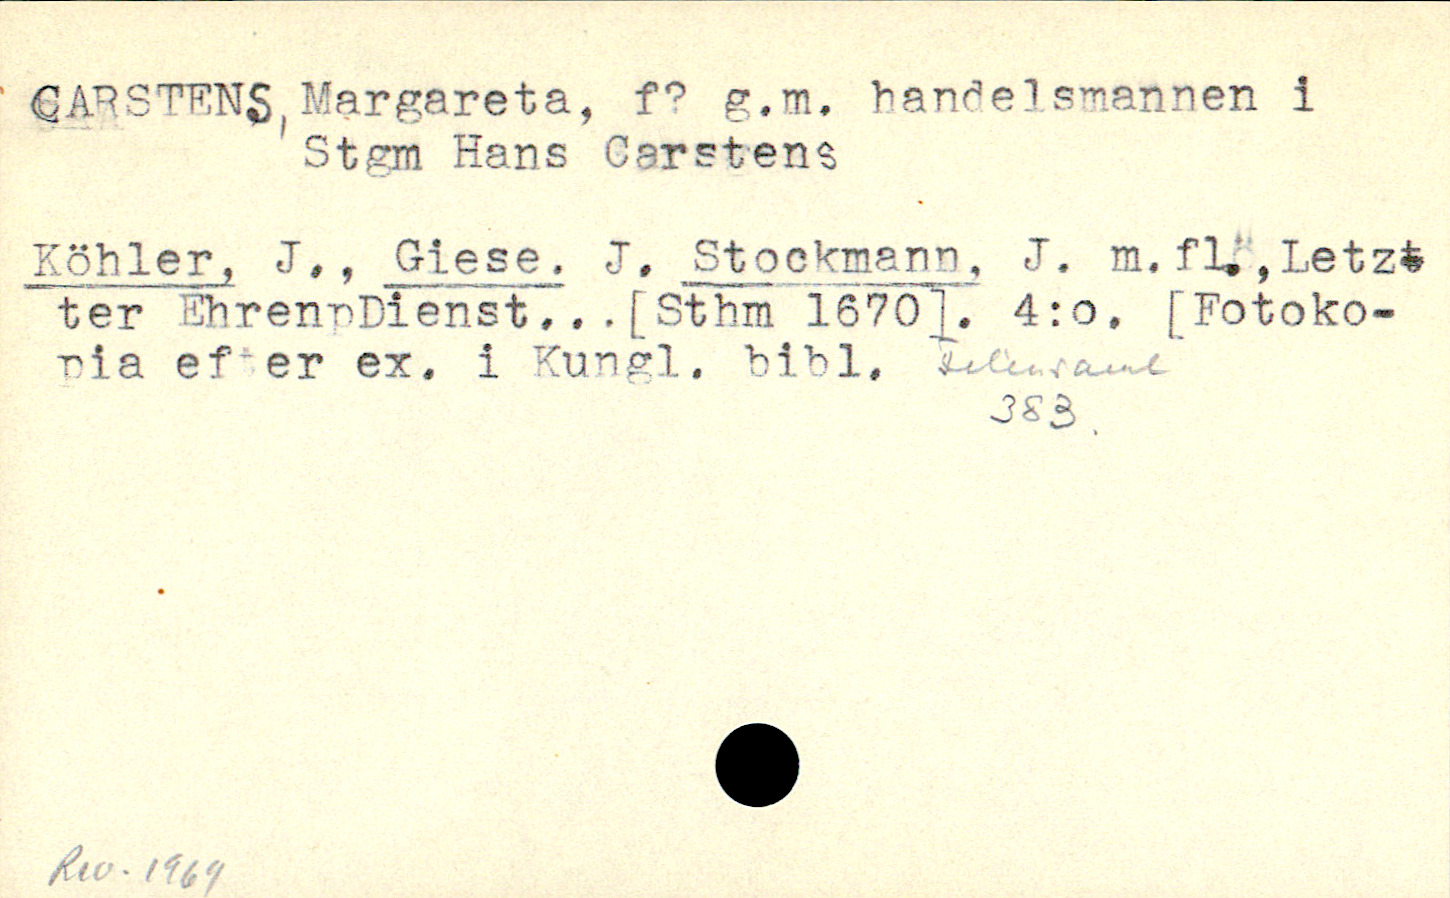 CARSTENS, Margareta, f? g.m. handelsmannen i
Stgm Hans Carstens
Köhler, J., Giese. J. Stockmann, J. m.fl., Letzt
ter EhrenpDienst...[Sthm 1670]. 4:o. [Fotoko-
pia efter ex. i Kungl. bibl.
383.
Rev. 1969